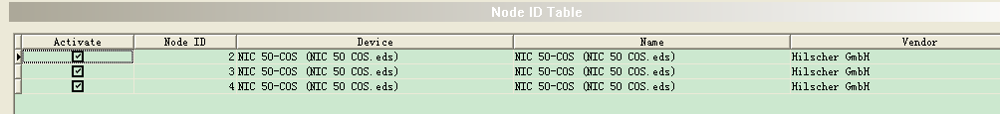 Node ID Table
Activate Node ID Device Name Vendor
2 NIC 50-COS (NIC 50 COS.eds) NIC 50-COS (NIC 50 COS.eds) Hilscher GmbH
3 NIC 50-COS (NIC 50 COS.eds) NIC 50-COS (NIC 50 COS.eds) Hilscher GmbH
4 NIC 50-COS (NIC 50 COS.eds) NIC 50-COS (NIC 50 COS.eds) Hilscher GmbH